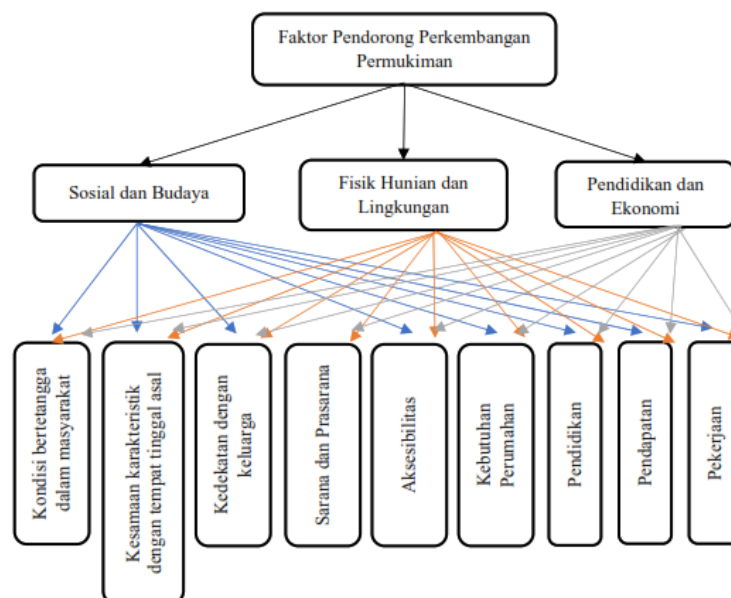 Faktor Pendorong Perkembangan
Permukiman
Sosial dan Budaya
Fisik Hunian dan
Lingkungan
Pendidikan dan
Ekonomi
Kondisi bertetangga
dalam masyarakat
Kesamaan karakteristik
dengan tempat tinggal asal
Kedekatan dengan
keluarga
Sarana dan Prasarana
Aksesibilitas
Kebutuhan
Perumahan
Pendidikan
Pendapatan
Pekerjaan